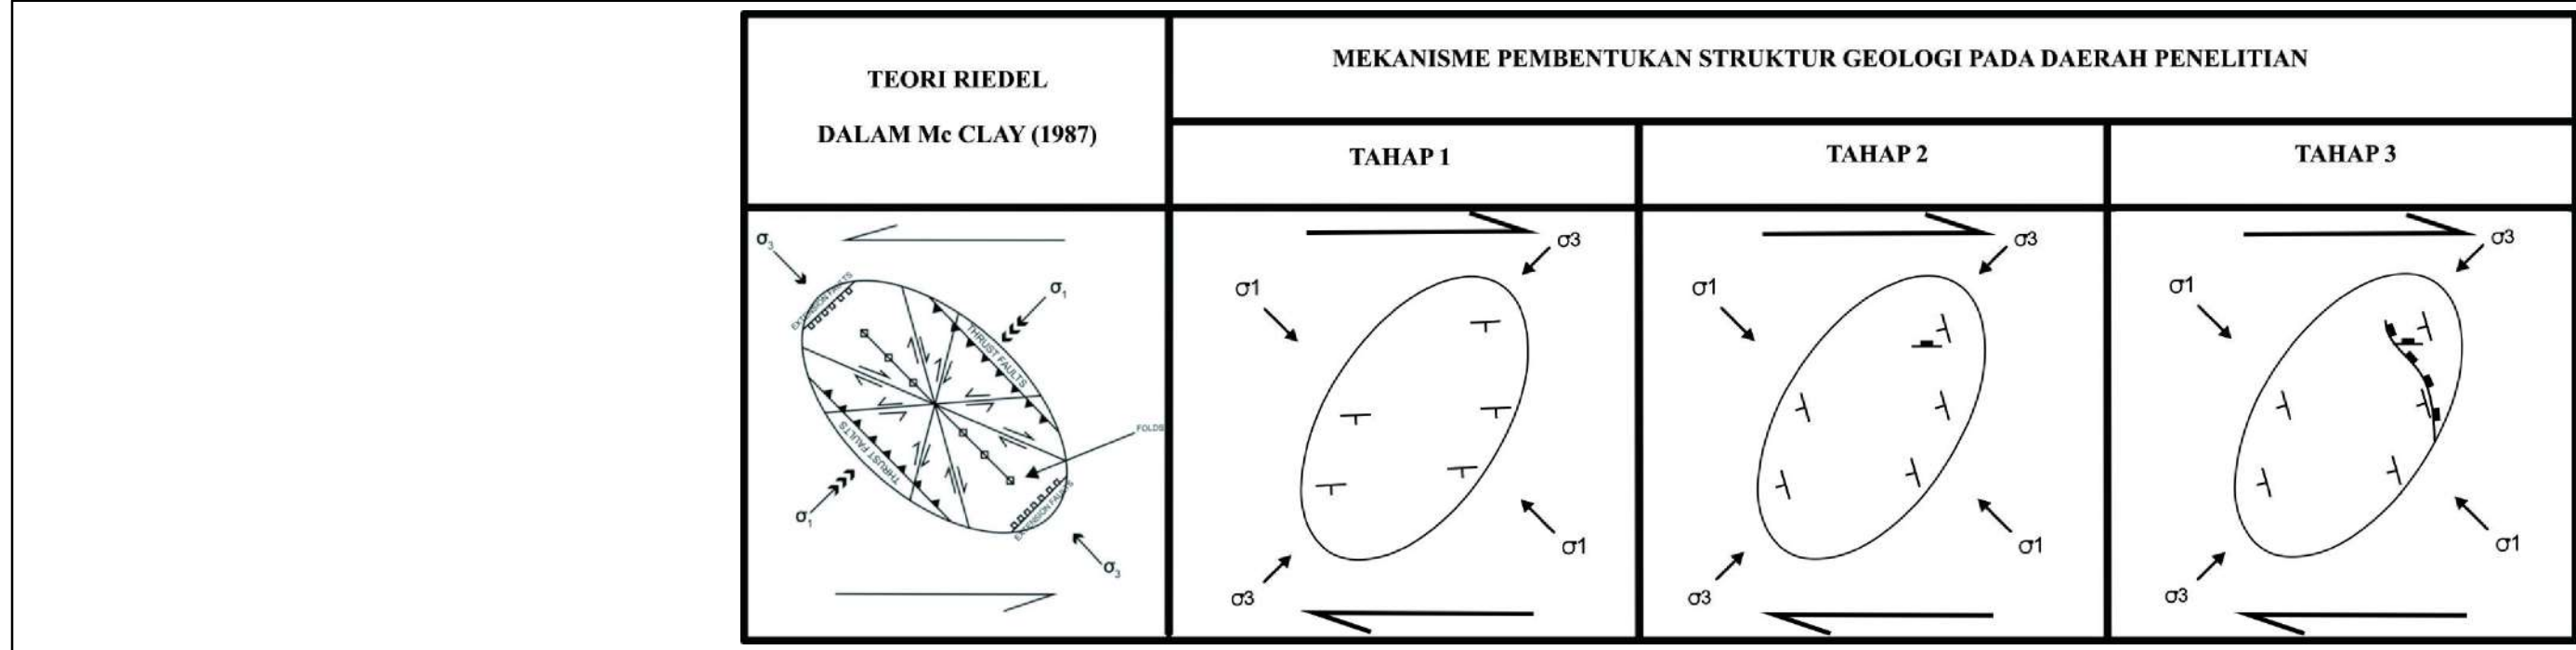 TEORI RIEDEL
DALAM Mc CLAY (1987)
MEKANISME PEMBENTUKAN STRUKTUR GEOLOGI PADA DAERAH PENELITIAN
TAHAP 1
TAHAP 2
TAHAP 3
σ3
EXTENSION FAULTS
σ1
THRUST FAULTS
FOLDS
THRUST FAULTS
σ1
EXTENSION FAULTS
σ3
σ3
σ1
σ1
σ3
σ3
σ1
σ1
σ3
σ3
σ1
σ1
σ3